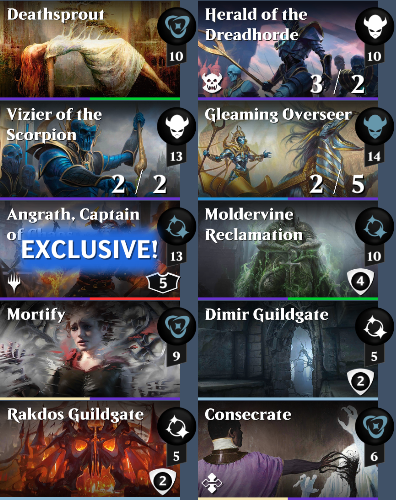 Deathsprout
10
Herald of the
Dreadhorde
10
3 / 2
Vizier of the
Scorpion
13
2 / 2
Gleaming Overseer
14
2 / 5
Angrath, Captain
of
EXCLUSIVE!
13
5
Moldervine
Reclamation
10
4
Mortify
9
Dimir Guildgate
5
2
Rakdos Guildgate
5
2
Consecrate
6